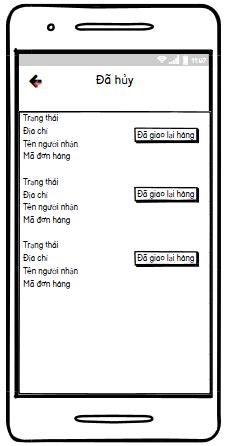 11:07
Đã hủy
Trạng thái
Địa chỉ
Đã giao lại hàng
Tên người nhận
Mã đơn hàng
Trạng thái
Địa chỉ
Đã giao lại hàng
Tên người nhận
Mã đơn hàng
Trạng thái
Địa chỉ
Đã giao lại hàng
Tên người nhận
Mã đơn hàng